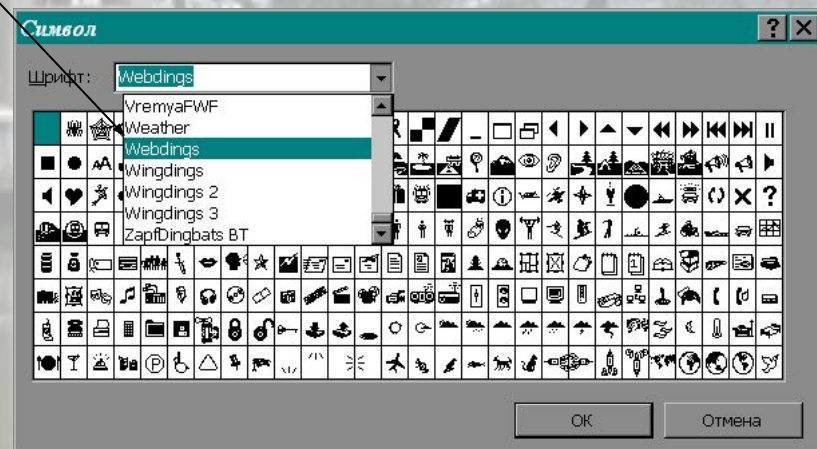 Символ
Шрифт: Webdings
VremyaFWF
Weather
Webdings
Wingdings
Wingdings 2
Wingdings 3
ZapfDingbats BT
OK
Отмена